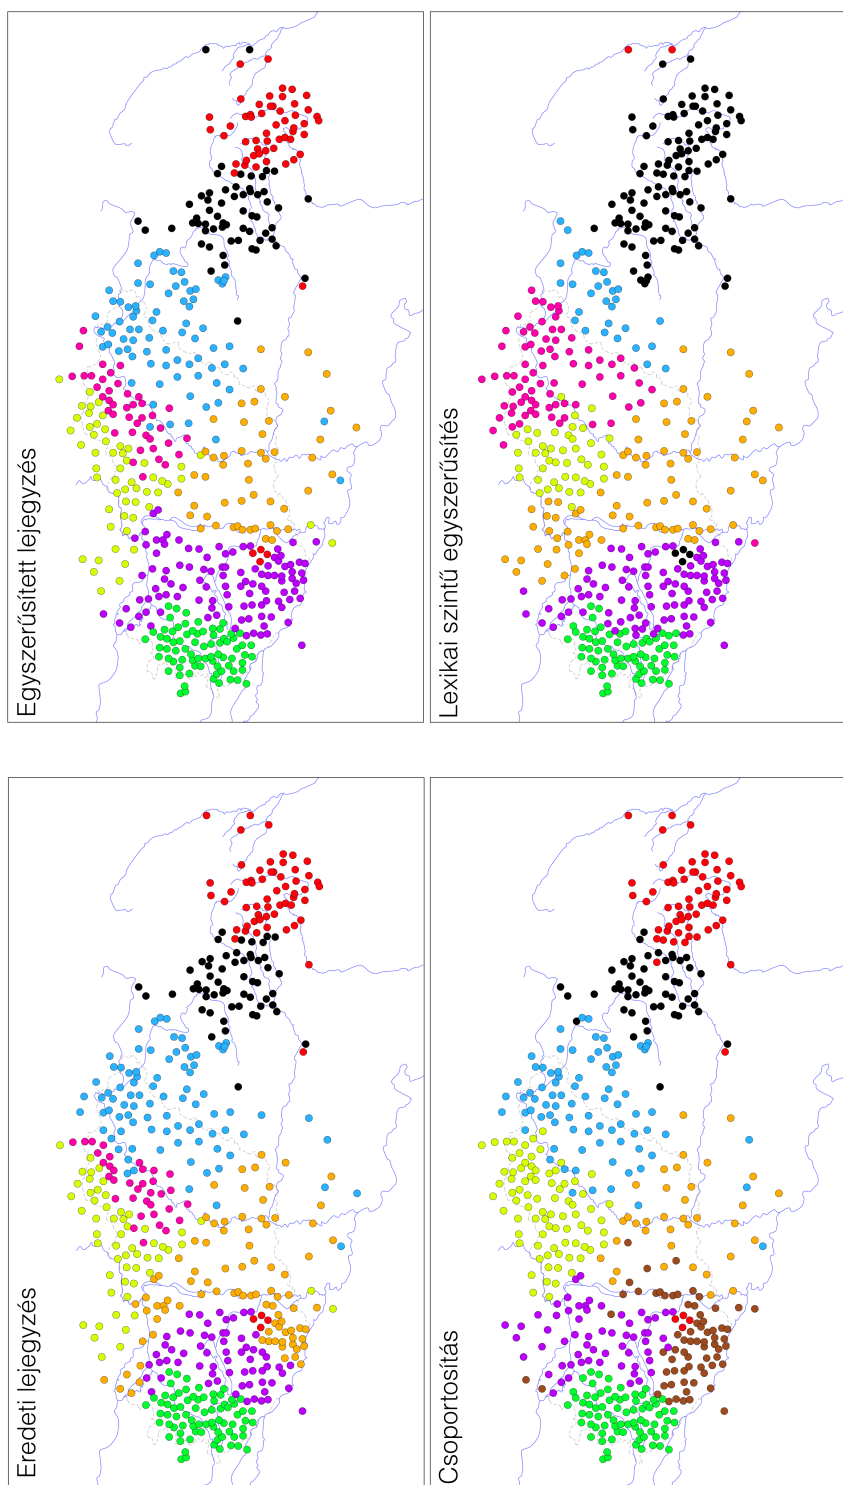 Eredeti lejegyzés
Egyszerűsített lejegyzés
Csoportosítás
Lexikai szintű egyszerűsítés